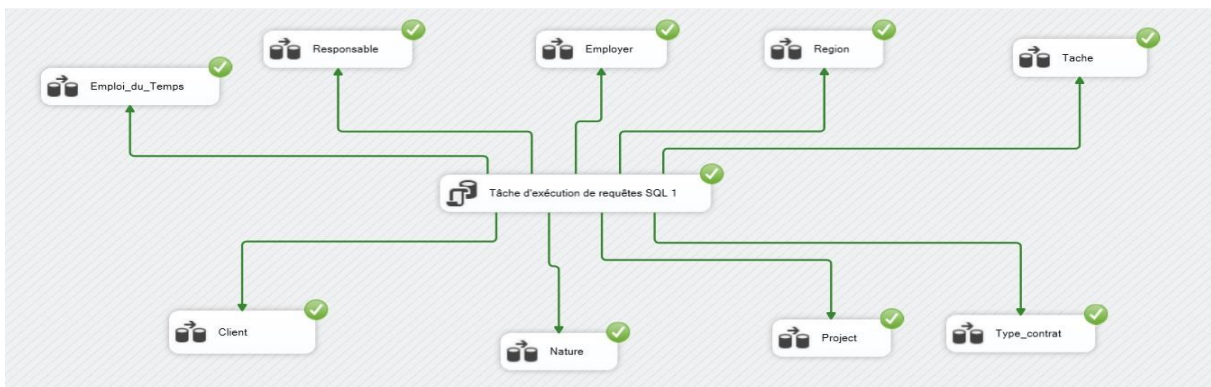 Responsable
Employer
Region
Tache
Emploi_du_Temps
Tâche d'exécution de requêtes SQL 1
Client
Nature
Project
Type_contrat